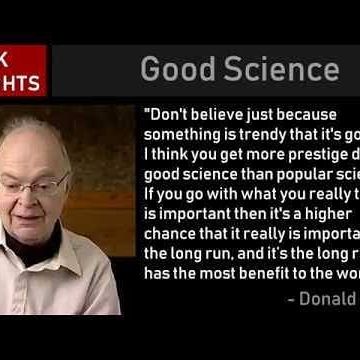 K
HTS
Good Science
"Don't believe just because
something is trendy that it's go
I think you get more prestige d
good science than popular scie
If you go with what you really t
is important then it's a higher
chance that it really is importa
the long run, and it's the long r
has the most benefit to the wo
- Donald